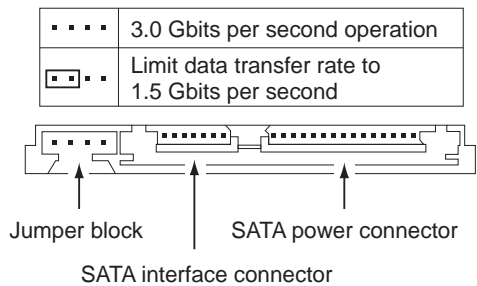 3.0 Gbits per second operation
Limit data transfer rate to
1.5 Gbits per second
Jumper block
SATA power connector
SATA interface connector